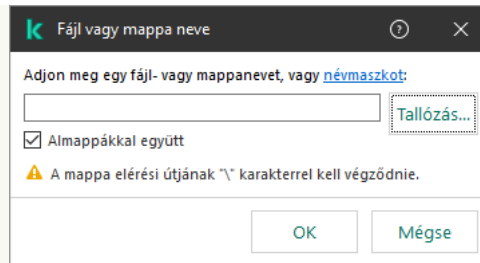 Fájl vagy mappa neve
Adjon meg egy fájl- vagy mappanevet, vagy névmaszkot:
Tallózás...
Almappákkal együtt
A mappa elérési útjának "\" karakterrel kell végződnie.
OK Mégse